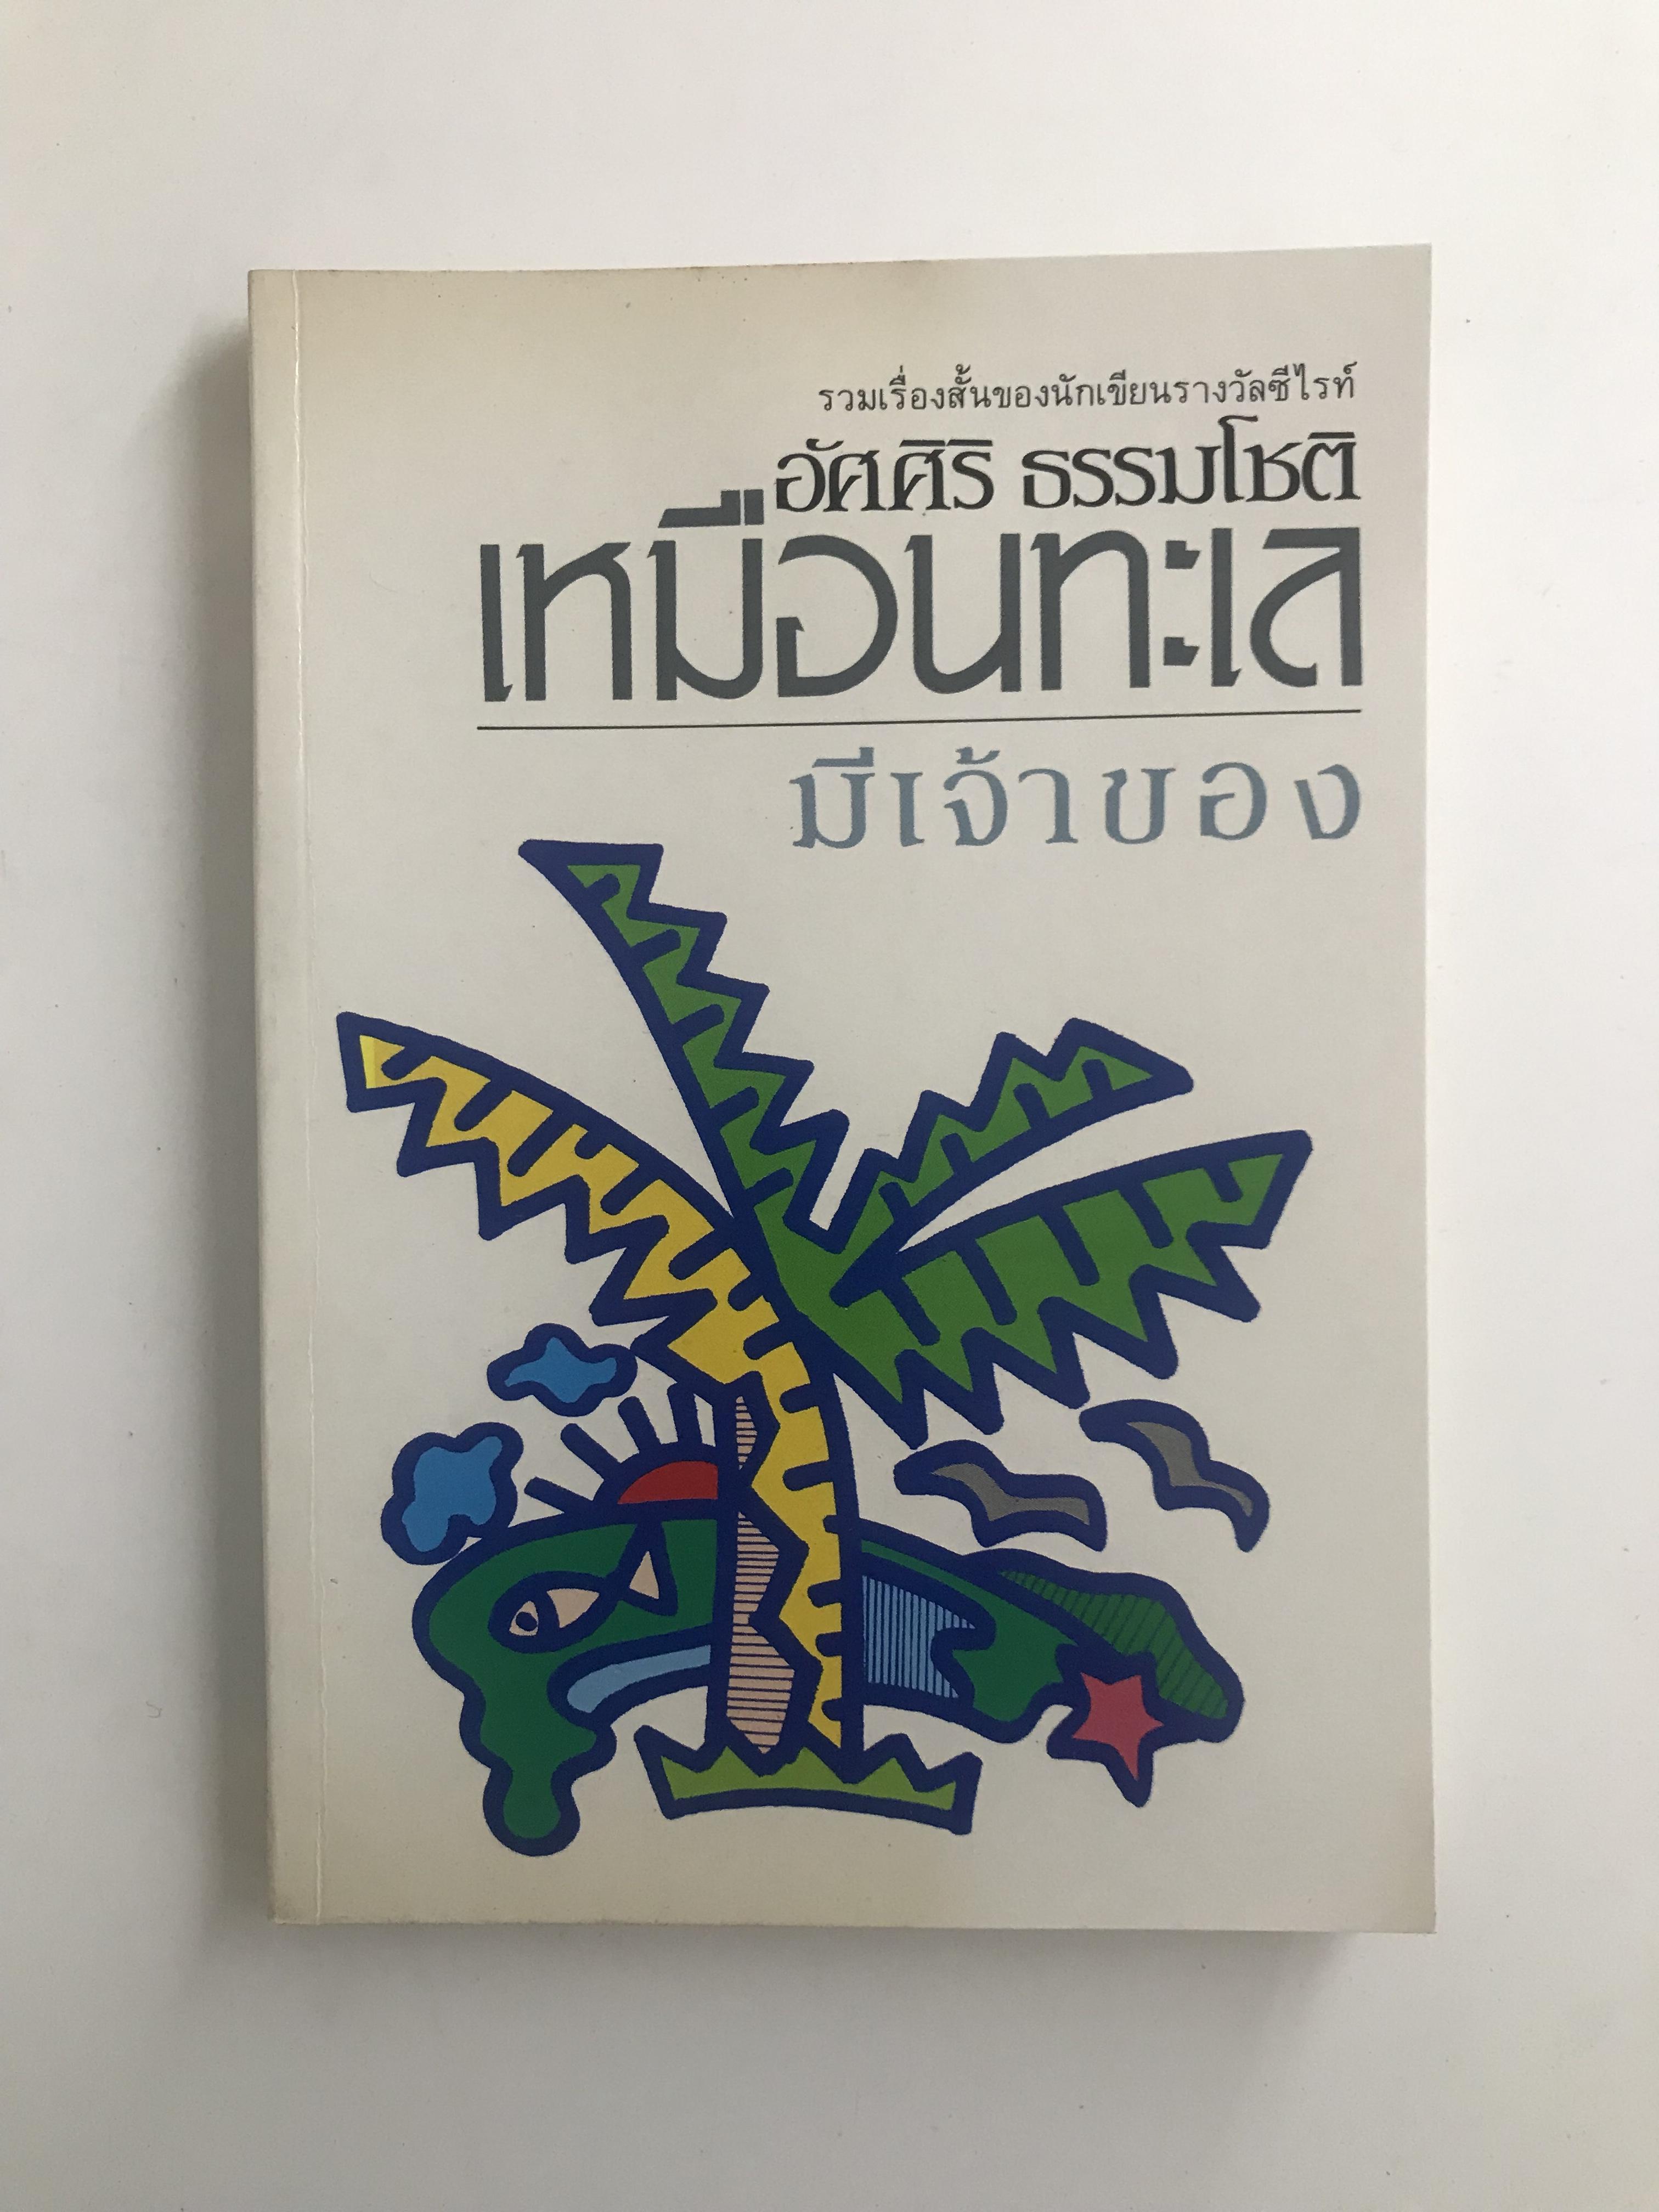 รวมเรื่องสั้นของนักเขียนรางวัลซีไรท์
อัศศิริ ธรรมโชติ
เหมือนทะเล
มีเจ้าของ